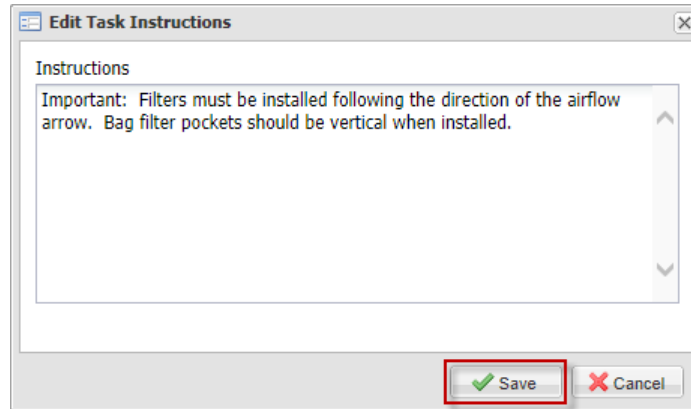 Edit Task Instructions
Instructions
Important:  Filters must be installed following the direction of the airflow
arrow.  Bag filter pockets should be vertical when installed.
Save
Cancel